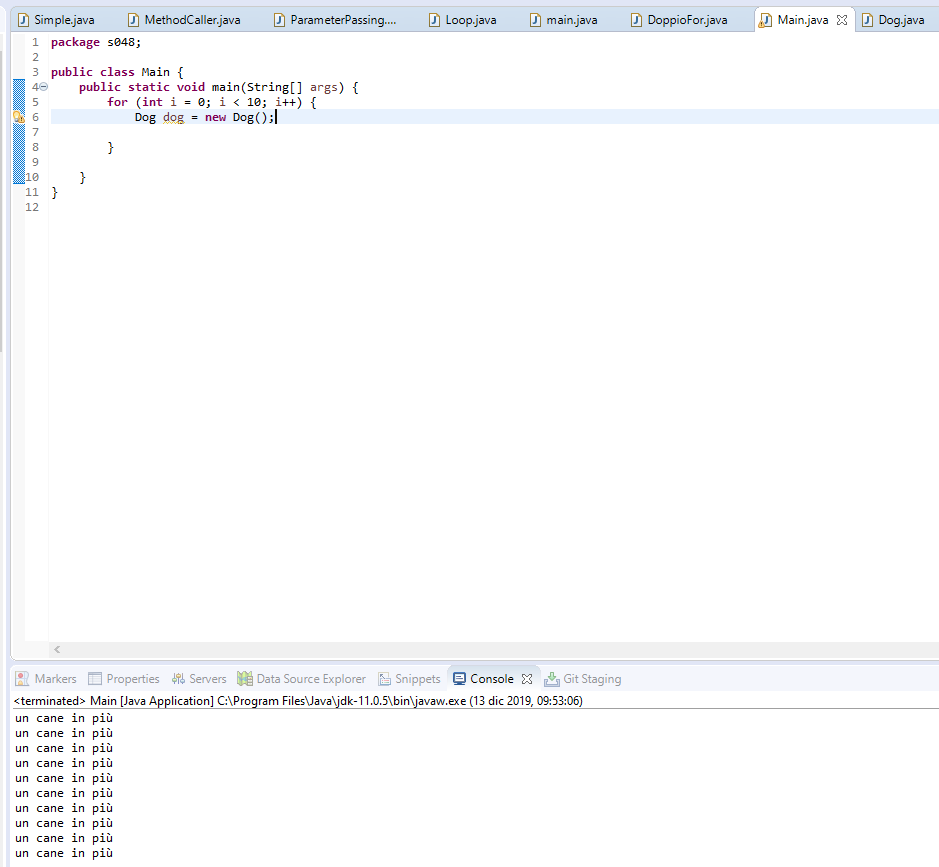 Simple.java MethodCaller.java ParameterPassing.... Loop.java main.java DoppioFor.java Main.java Dog.java
1 package s048;
2
3 public class Main {
4 public static void main(String[] args) {
5 for (int i = 0; i < 10; i++) {
6 Dog dog = new Dog();
7
8 }
9
10 }
11 }
12
Markers Properties Servers Data Source Explorer Snippets Console Git Staging
<terminated> Main [Java Application] C:\Program Files\Java\jdk-11.0.5\bin\javaw.exe (13 dic 2019, 09:53:06)
un cane in più
un cane in più
un cane in più
un cane in più
un cane in più
un cane in più
un cane in più
un cane in più
un cane in più
un cane in più